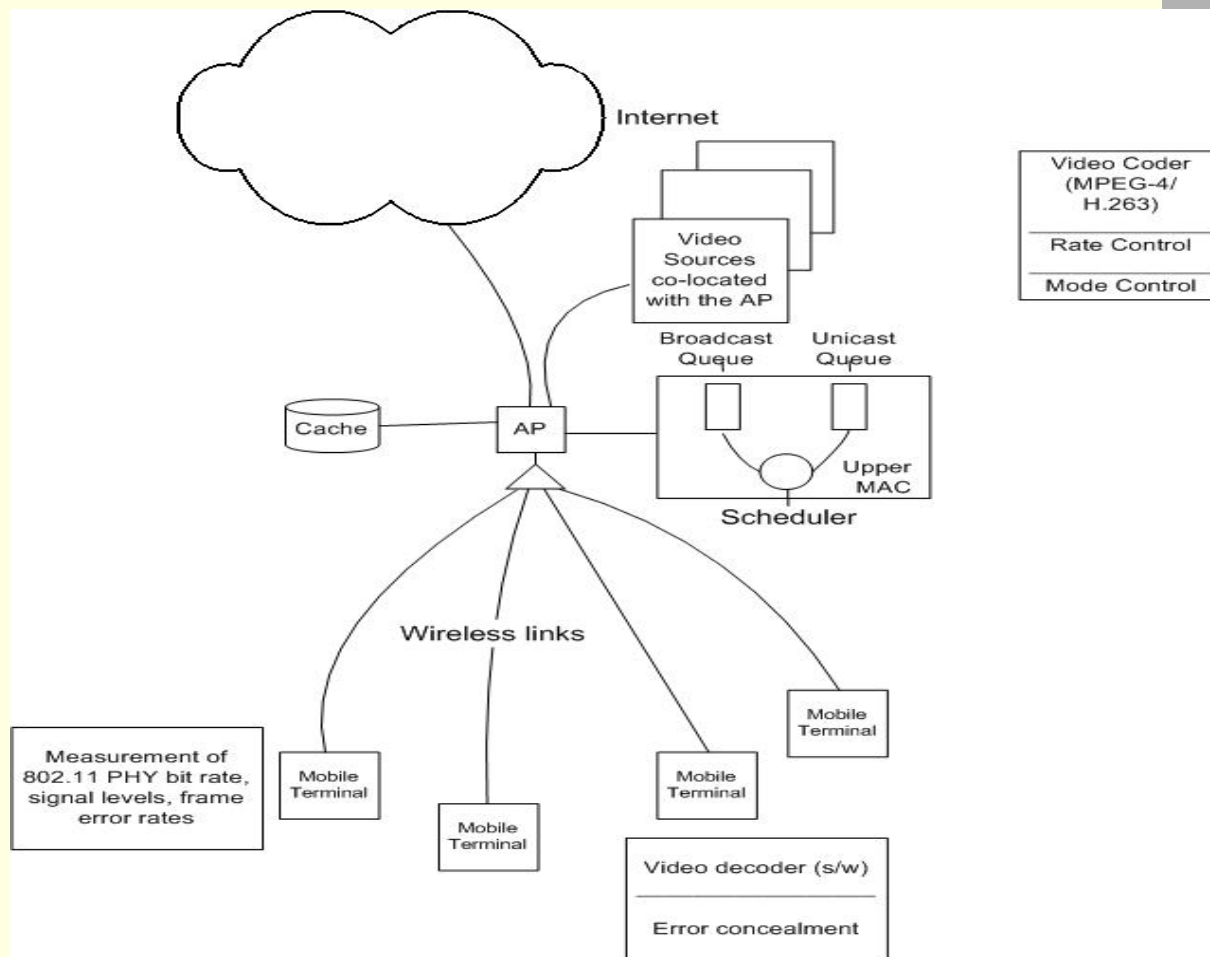 Internet
Video Coder
(MPEG-4/
H.263)
Rate Control
Mode Control
Video
Sources
co-located
with the AP
Broadcast
Queue
Unicast
Queue
Cache
AP
Upper
MAC
Scheduler
Wireless links
Mobile
Terminal
Measurement of
802.11 PHY bit rate,
signal levels, frame
error rates
Mobile
Terminal
Mobile
Terminal
Mobile
Terminal
Video decoder (s/w)
Error concealment